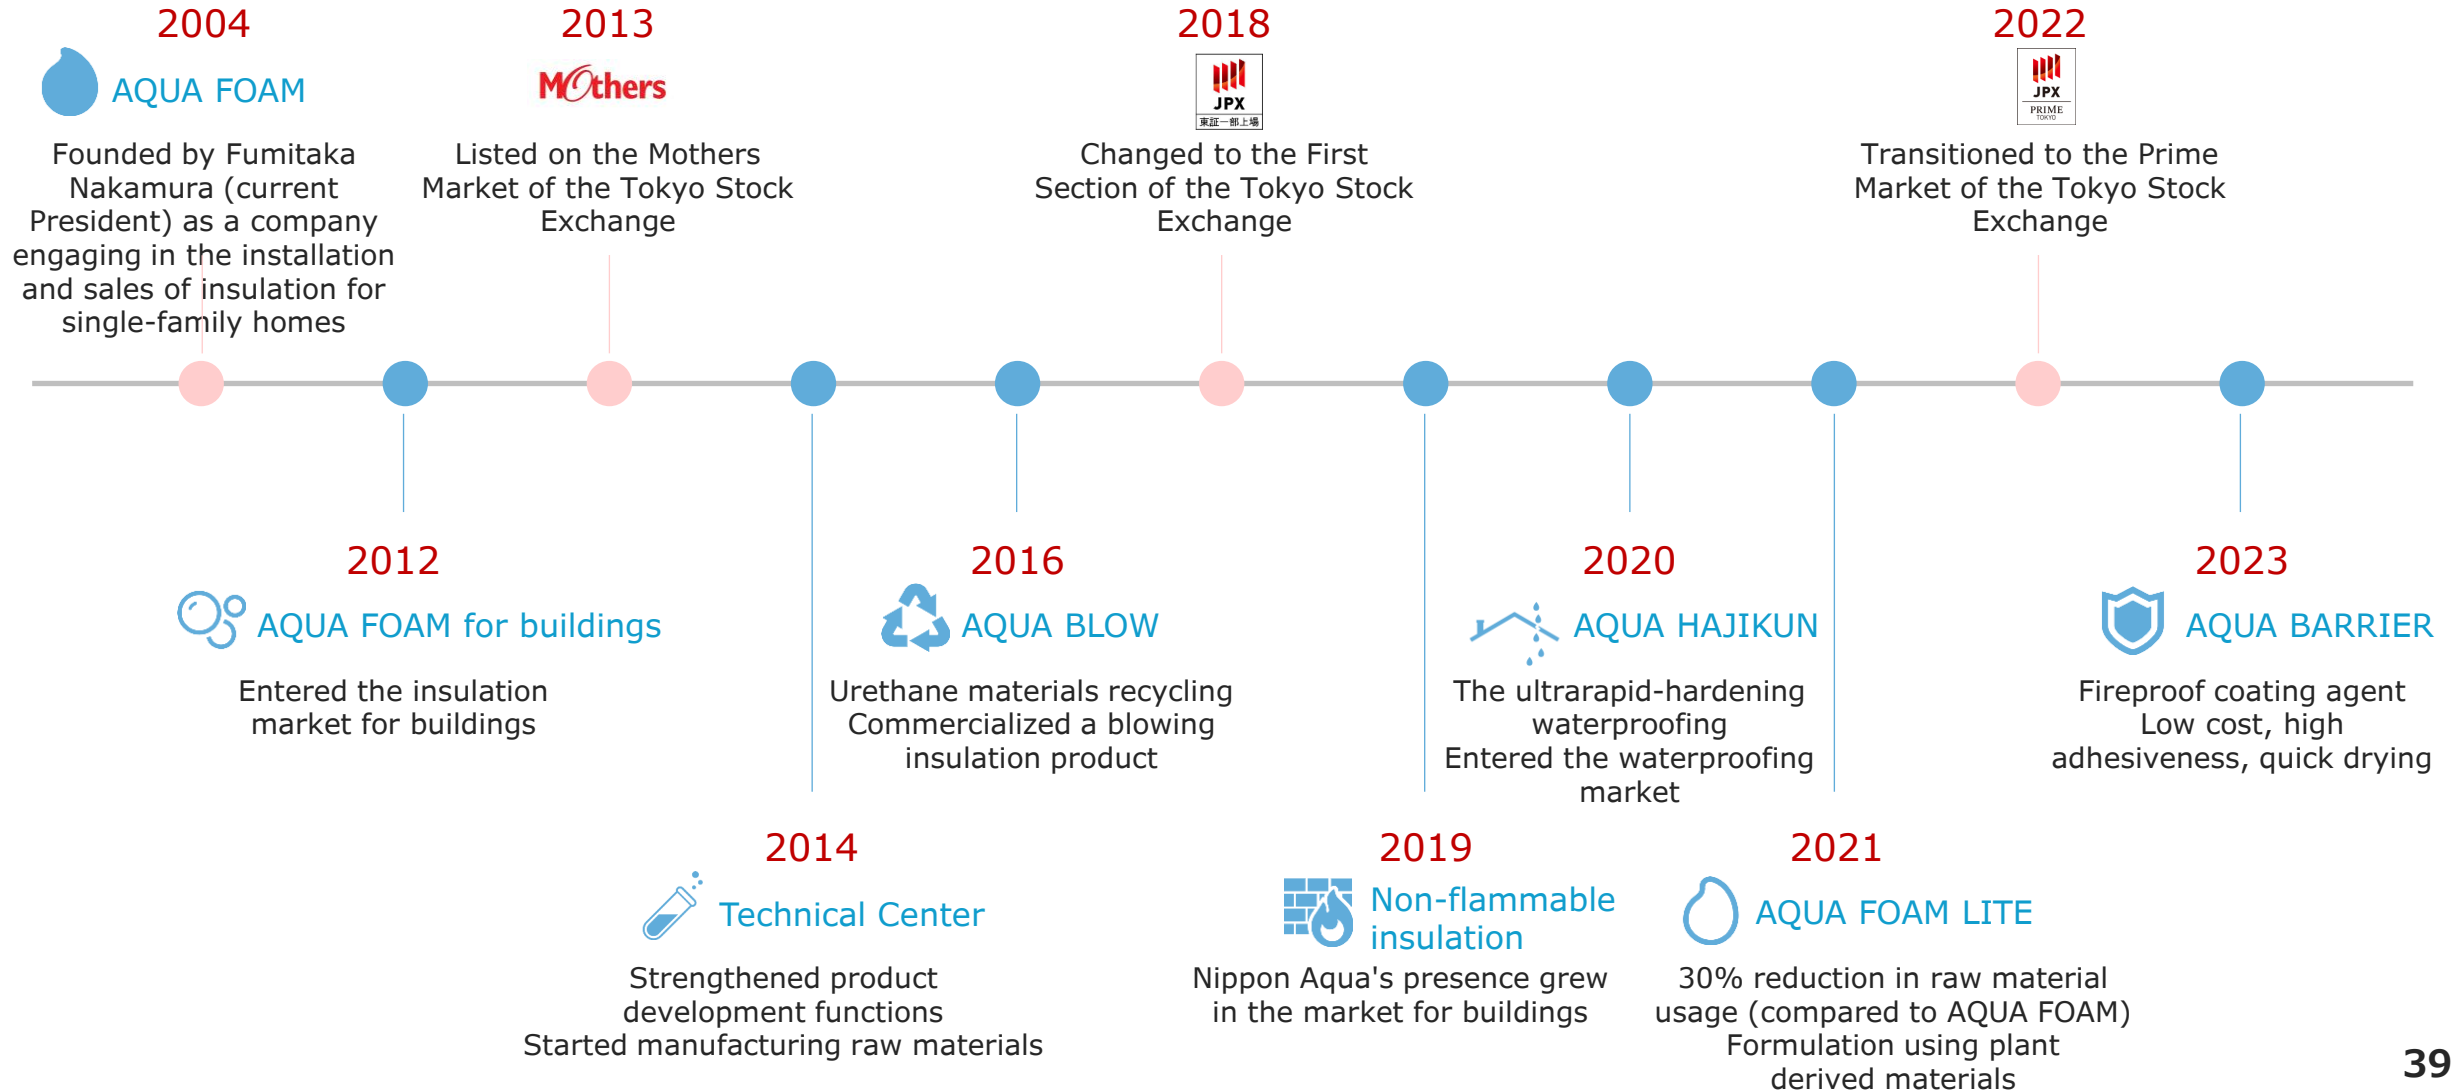 2004
AQUA FOAM
Founded by Fumitaka
Nakamura (current
President) as a company
engaging in the installation
and sales of insulation for
single-family homes
2013
Mothers
Listed on the Mothers
Market of the Tokyo Stock
Exchange
2018
JPX
東証一部上場
Changed to the First
Section of the Tokyo Stock
Exchange
2022
JPX
PRIME
TOKYO
Transitioned to the Prime
Market of the Tokyo Stock
Exchange
2012
AQUA FOAM for buildings
Entered the insulation
market for buildings
2016
AQUA BLOW
Urethane materials recycling
Commercialized a blowing
insulation product
2020
AQUA HAJIKUN
The ultrarapid-hardening
waterproofing
Entered the waterproofing
market
2023
AQUA BARRIER
Fireproof coating agent
Low cost, high
adhesiveness, quick drying
2014
Technical Center
Strengthened product
development functions
Started manufacturing raw materials
2019
Non-flammable
insulation
Nippon Aqua's presence grew
in the market for buildings
2021
AQUA FOAM LITE
30% reduction in raw material
usage (compared to AQUA FOAM)
Formulation using plant
derived materials
39